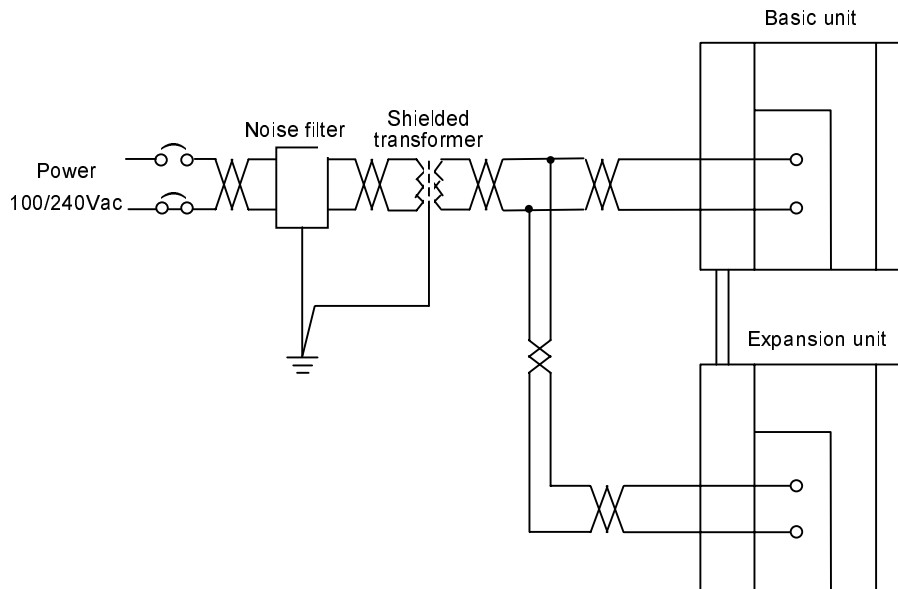 Basic unit
Shielded
transformer
Noise filter
Power
100/240Vac
Expansion unit